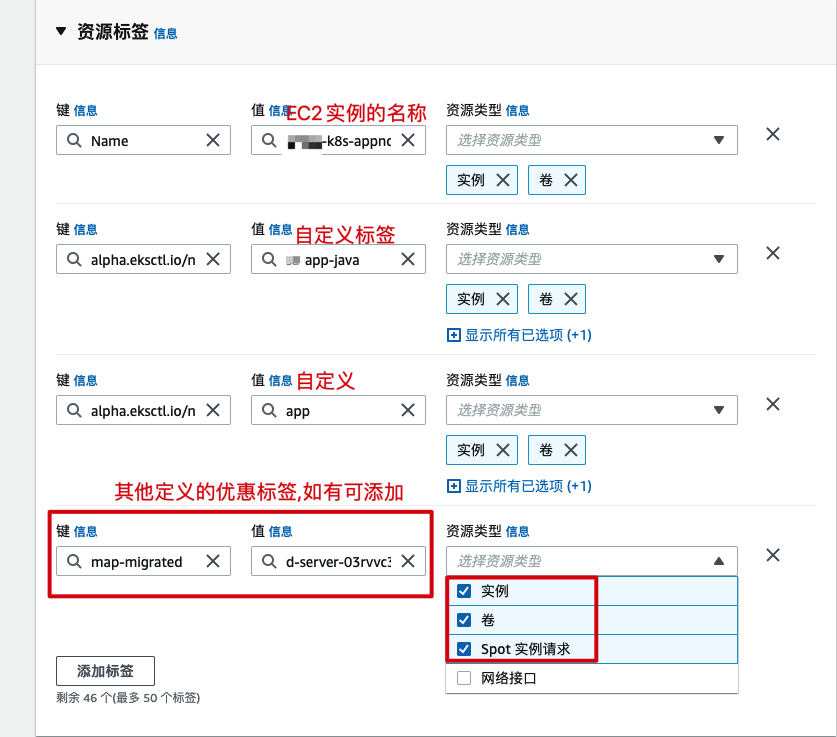 ▼ 资源标签 信息
键 信息
值 信息
EC2 实例的名称
资源类型 信息
Name
-k8s-appnc
选择资源类型
实例
卷
键 信息
值 信息
自定义标签
资源类型 信息
alpha.eksctl.io/n
app-java
选择资源类型
实例
卷
显示所有已选项 (+1)
键 信息
值 信息
自定义
资源类型 信息
alpha.eksctl.io/n
app
选择资源类型
实例
卷
显示所有已选项 (+1)
其他定义的优惠标签,如有可添加
键 信息
值 信息
资源类型 信息
map-migrated
d-server-03rvvc3
选择资源类型
实例
卷
Spot 实例请求
网络接口
添加标签
剩余 46 个(最多 50 个标签)